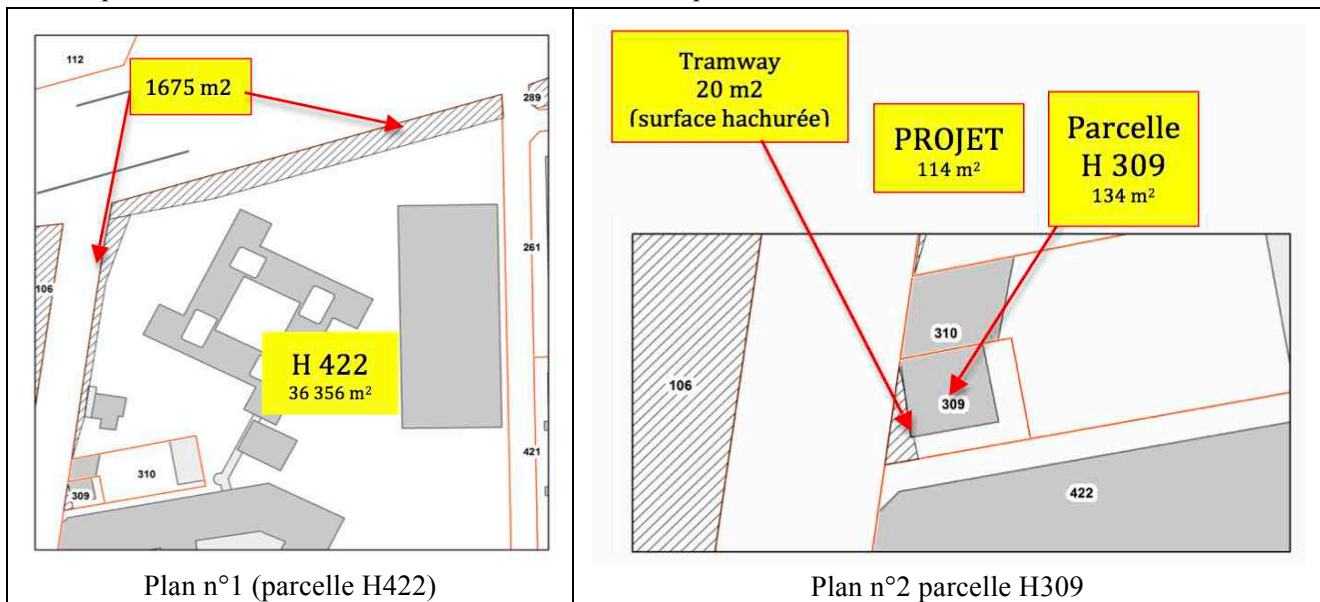 112
1675 m2
289
261
106
H 422
36 356 m²
421
310
309
Plan n°1 (parcelle H422)
Tramway
20 m2
(surface hachurée)
PROJET
114 m²
Parcelle
H 309
134 m²
310
106
309
422
Plan n°2 parcelle H309